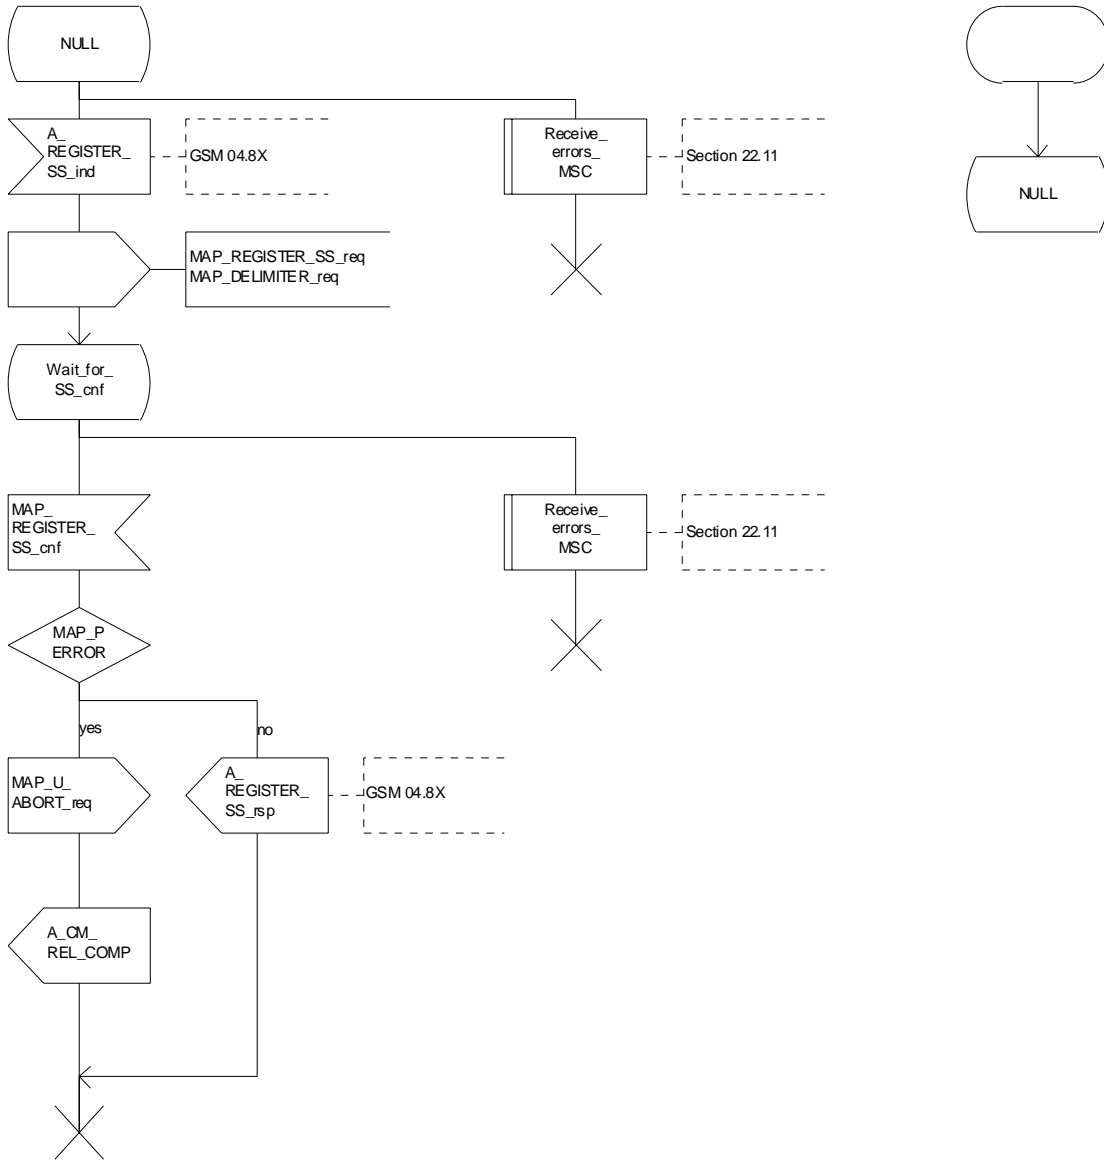 NULL
A_
REGISTER_
SS_ind
GSM 04.8X
Receive_
errors_
MSC
Section 22.11
NULL
MAP_REGISTER_SS_req
MAP_DELIMITER_req
Wait_for_
SS_cnf
MAP_
REGISTER_
SS_cnf
Receive_
errors_
MSC
Section 22.11
MAP_P
ERROR
yes
no
MAP_U_
ABORT_req
A_
REGISTER_
SS_rsp
GSM 04.8X
A_CM_
REL_COMP